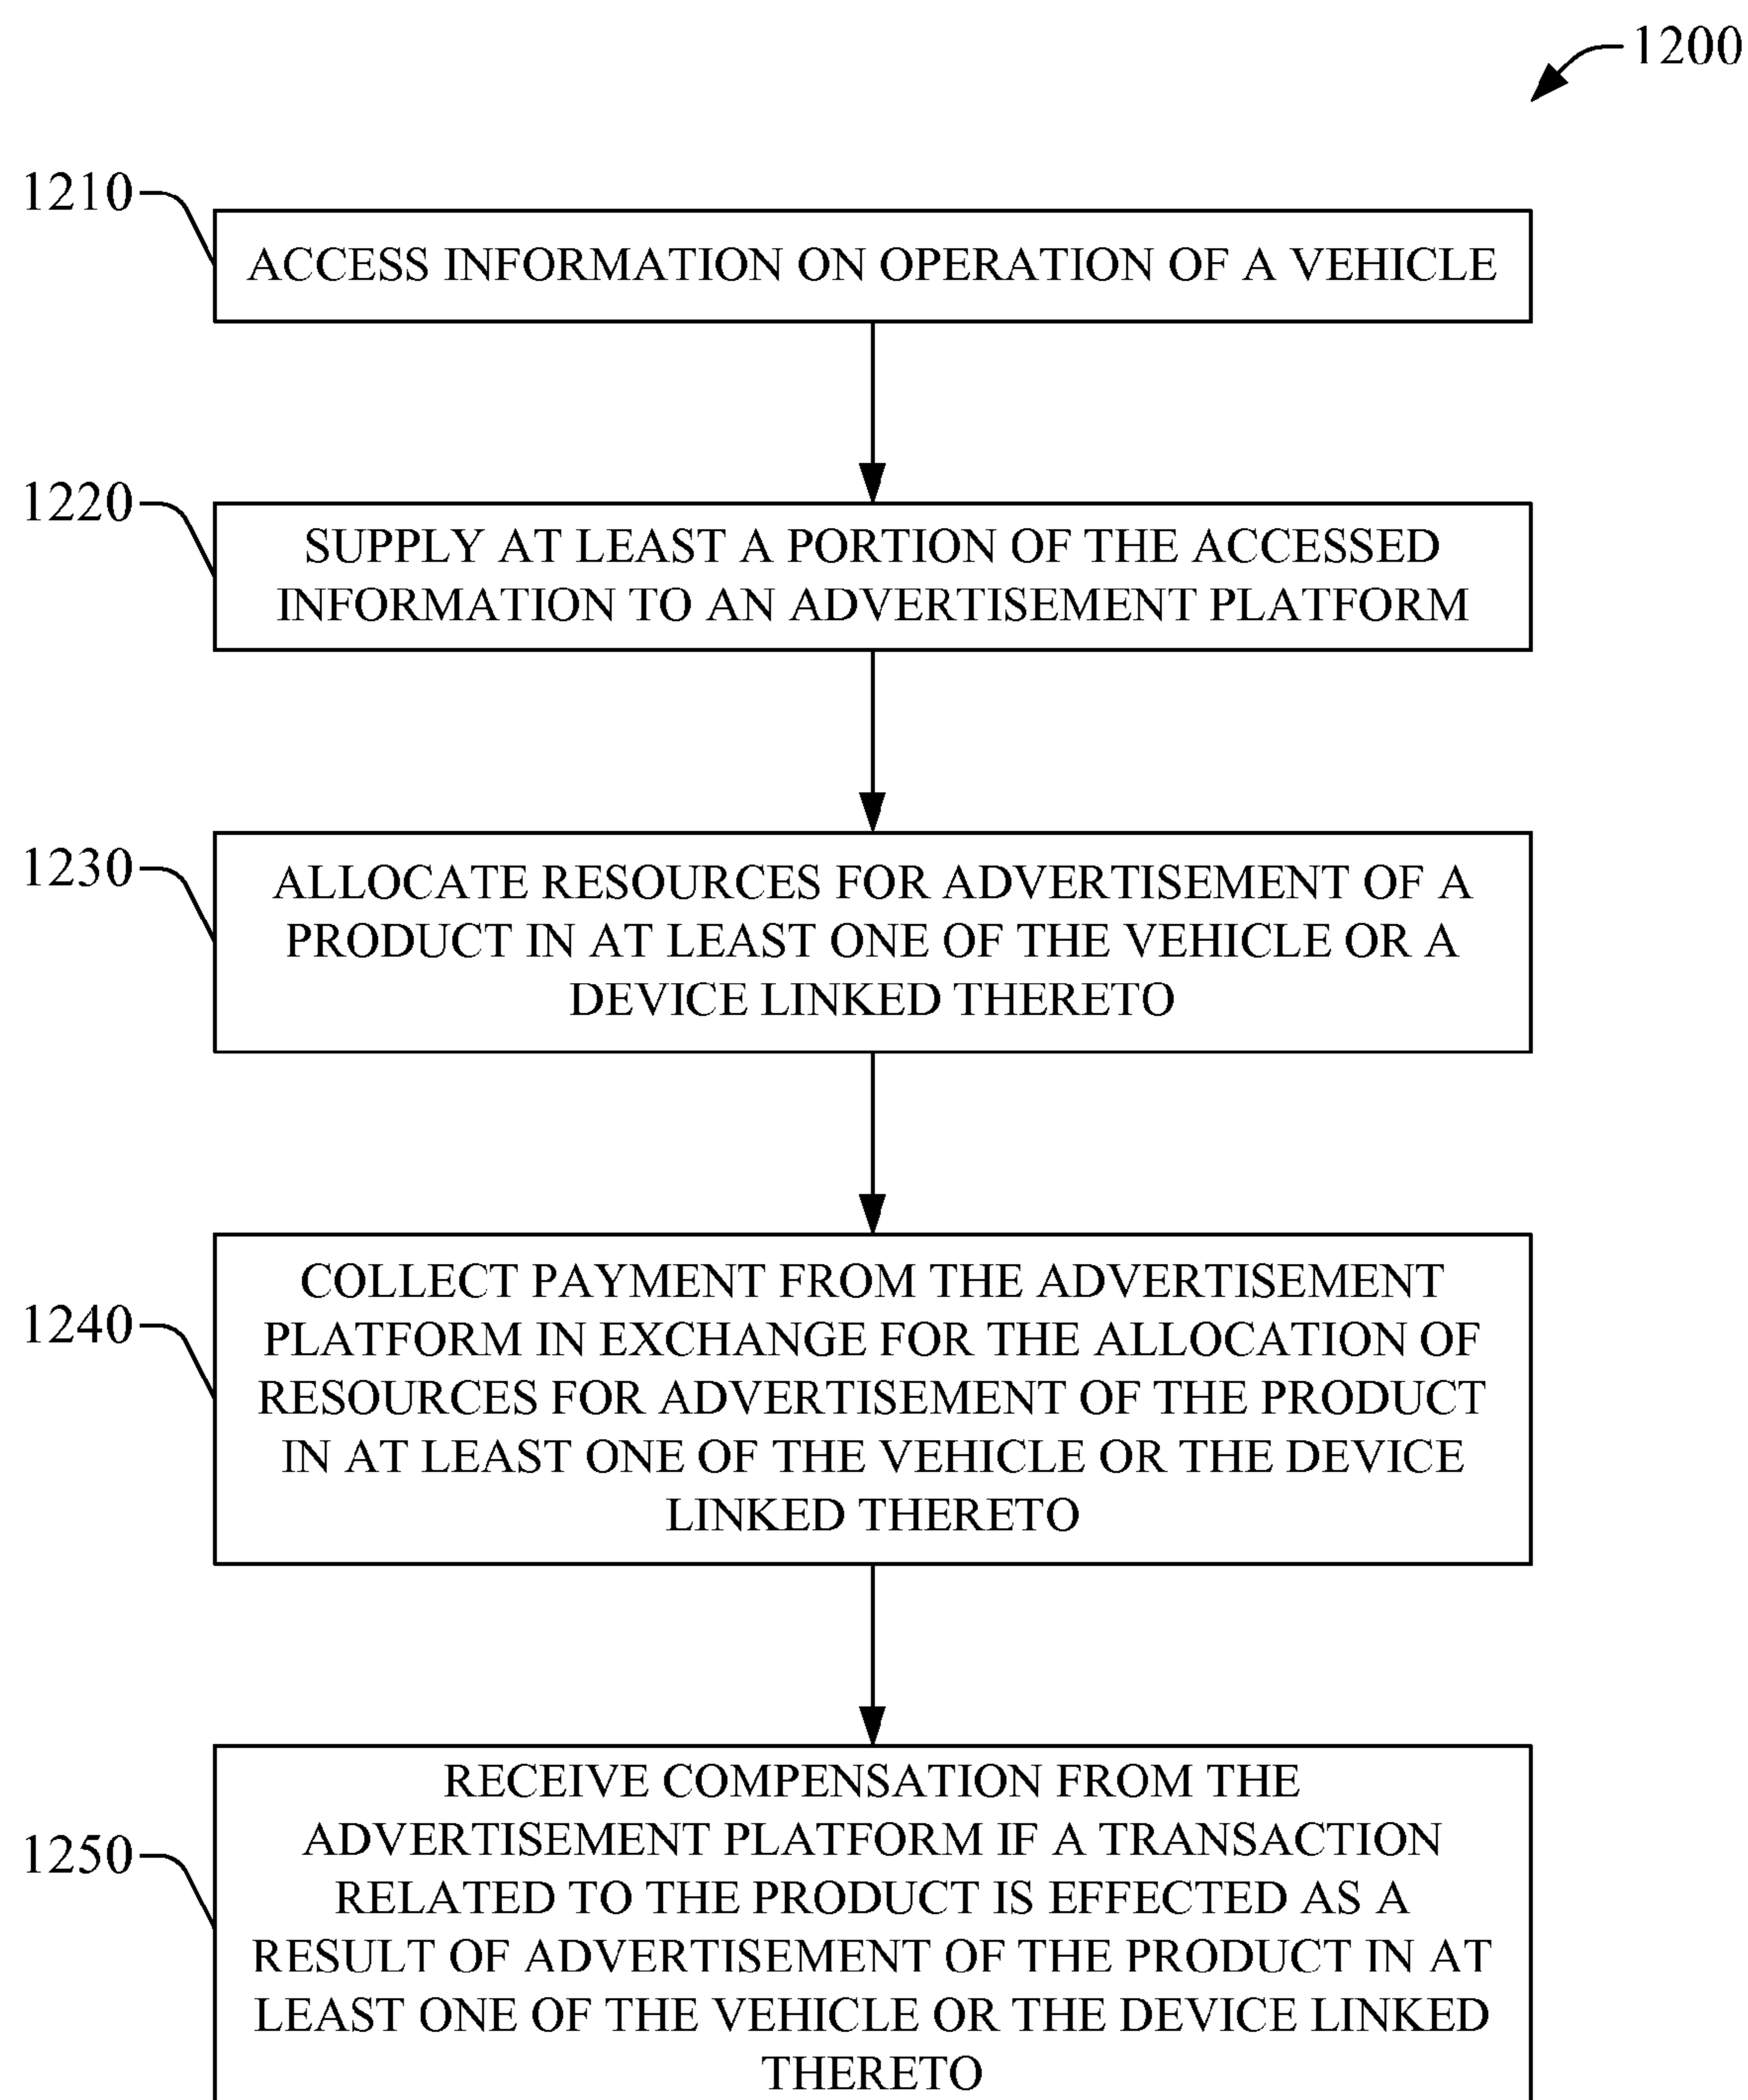 1200
1210
ACCESS INFORMATION ON OPERATION OF A VEHICLE
1220
SUPPLY AT LEAST A PORTION OF THE ACCESSED
INFORMATION TO AN ADVERTISEMENT PLATFORM
1230
ALLOCATE RESOURCES FOR ADVERTISEMENT OF A
PRODUCT IN AT LEAST ONE OF THE VEHICLE OR A
DEVICE LINKED THERETO
1240
COLLECT PAYMENT FROM THE ADVERTISEMENT
PLATFORM IN EXCHANGE FOR THE ALLOCATION OF
RESOURCES FOR ADVERTISEMENT OF THE PRODUCT
IN AT LEAST ONE OF THE VEHICLE OR THE DEVICE
LINKED THERETO
1250
RECEIVE COMPENSATION FROM THE
ADVERTISEMENT PLATFORM IF A TRANSACTION
RELATED TO THE PRODUCT IS EFFECTED AS A
RESULT OF ADVERTISEMENT OF THE PRODUCT IN AT
LEAST ONE OF THE VEHICLE OR THE DEVICE LINKED
THERETO